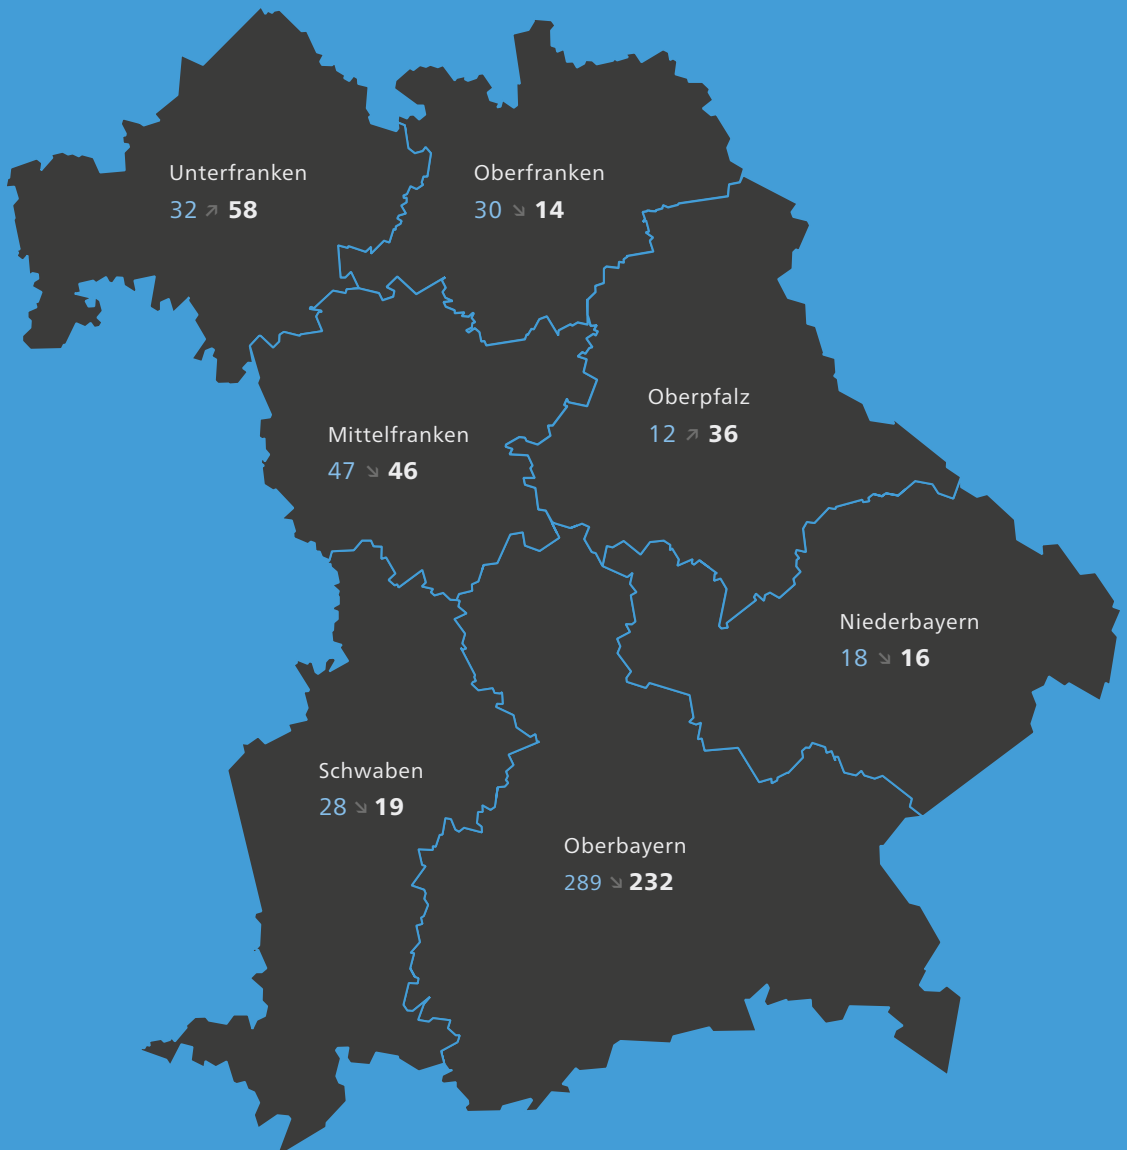 Unterfranken
32 ↗ 58
Oberfranken
30 ↘ 14
Oberpfalz
12 ↗ 36
Mittelfranken
47 ↘ 46
Niederbayern
18 ↘ 16
Schwaben
28 ↘ 19
Oberbayern
289 ↘ 232